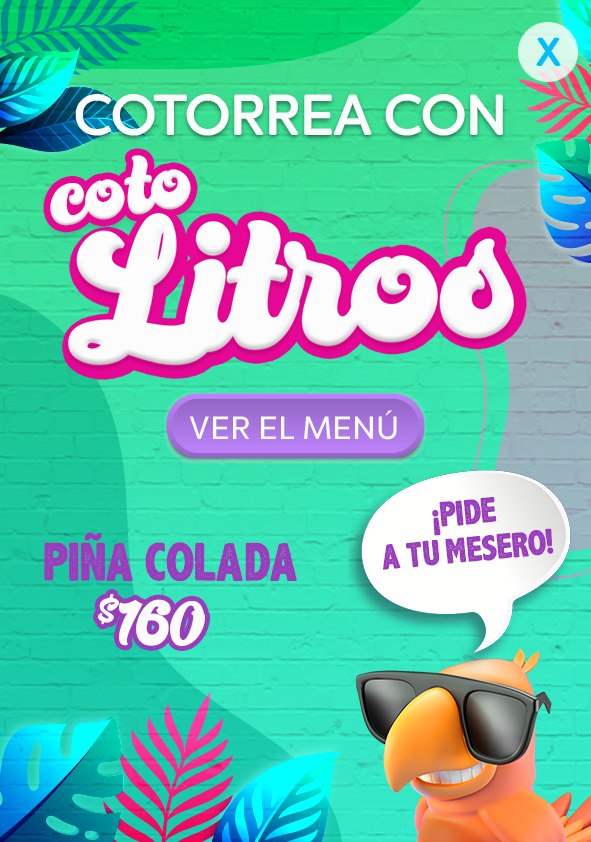 X
COTORREA CON
coto
Litros
VER EL MENÚ
¡PIDE
A TU MESERO!
PIÑA COLADA
$160